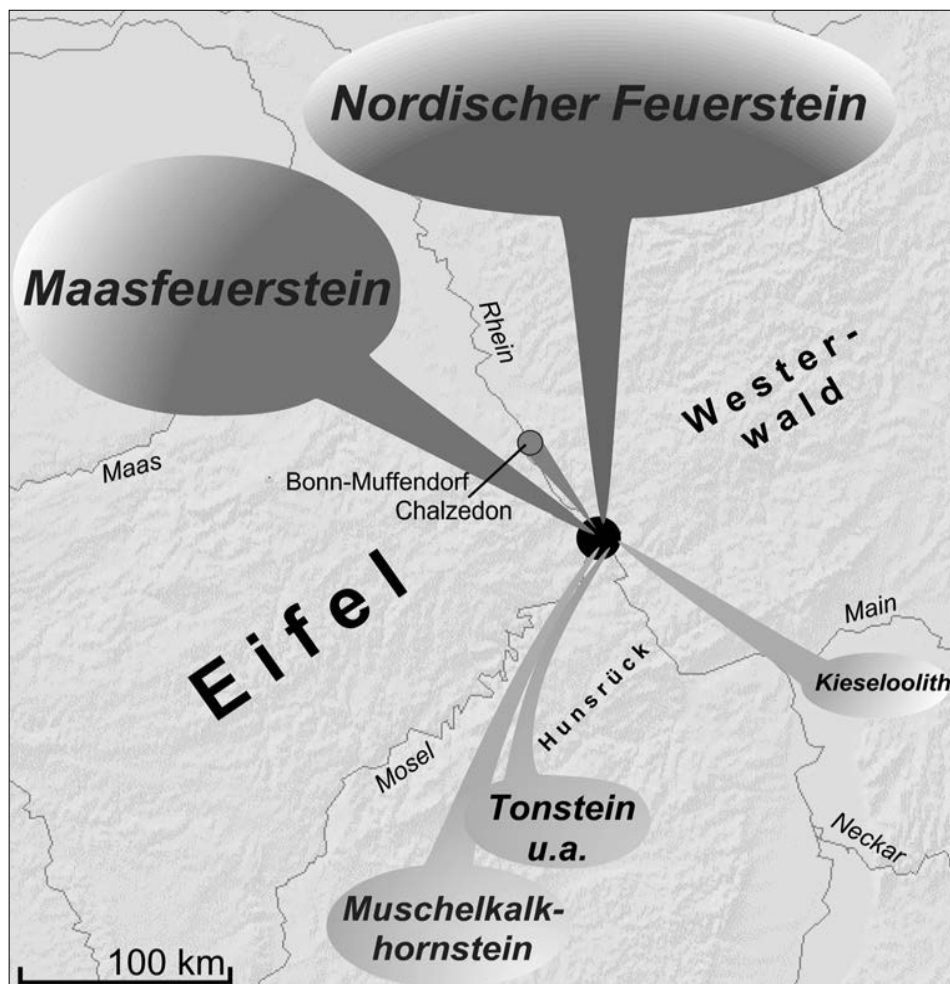 Nordischer Feuerstein
Maasfeuerstein
Rhein
Wester-
wald
Maas
Bonn-Muffendorf
Chalzedon
Eifel
Main
Hunsrück
Kieseloolith
Mosel
Tonstein
u.a.
Neckar
Muschelkalk-
hornstein
100 km